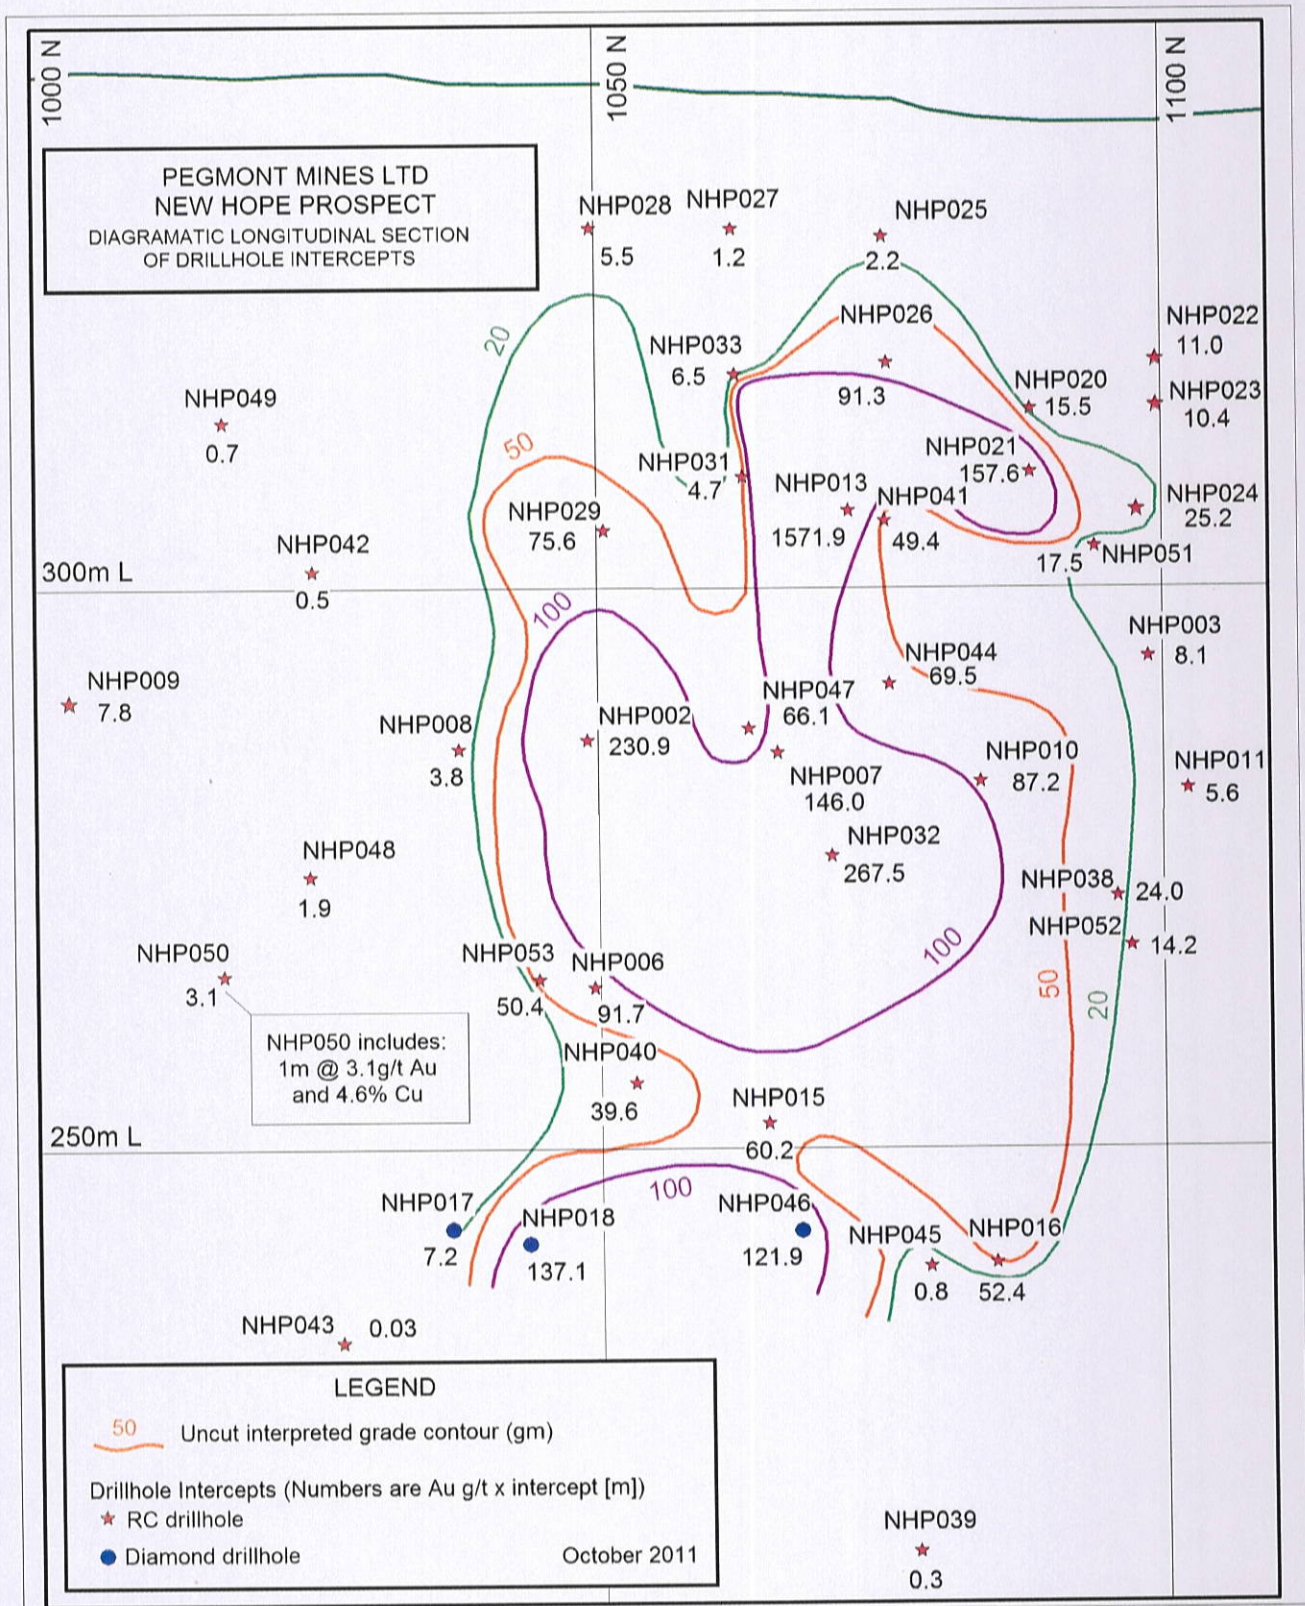 1000 N
1050 N
1100 N
PEGMONT MINES LTD
NEW HOPE PROSPECT
DIAGRAMATIC LONGITUDINAL SECTION
OF DRILLHOLE INTERCEPTS
NHP028
5.5
NHP027
1.2
NHP025
2.2
NHP026
91.3
NHP022
11.0
20
NHP033
6.5
NHP020
15.5
NHP023
10.4
NHP049
0.7
50
NHP031
4.7
NHP021
157.6
NHP013
1571.9
NHP041
49.4
NHP024
25.2
NHP029
75.6
NHP042
0.5
17.5
NHP051
300m L
100
NHP003
8.1
NHP044
69.5
NHP009
7.8
NHP047
66.1
NHP008
3.8
NHP002
230.9
NHP010
87.2
NHP007
146.0
NHP011
5.6
NHP048
1.9
NHP032
267.5
NHP038
24.0
NHP052
14.2
NHP050
3.1
NHP053
50.4
NHP006
91.7
100
50
20
NHP050 includes:
1m @ 3.1g/t Au
and 4.6% Cu
NHP040
39.6
NHP015
60.2
250m L
100
NHP017
7.2
NHP018
137.1
NHP046
121.9
NHP045
0.8
NHP016
52.4
NHP043
0.03
LEGEND
50 Uncut interpreted grade contour (gm)
Drillhole Intercepts (Numbers are Au g/t x intercept [m])
RC drillhole
Diamond drillhole
October 2011
NHP039
0.3